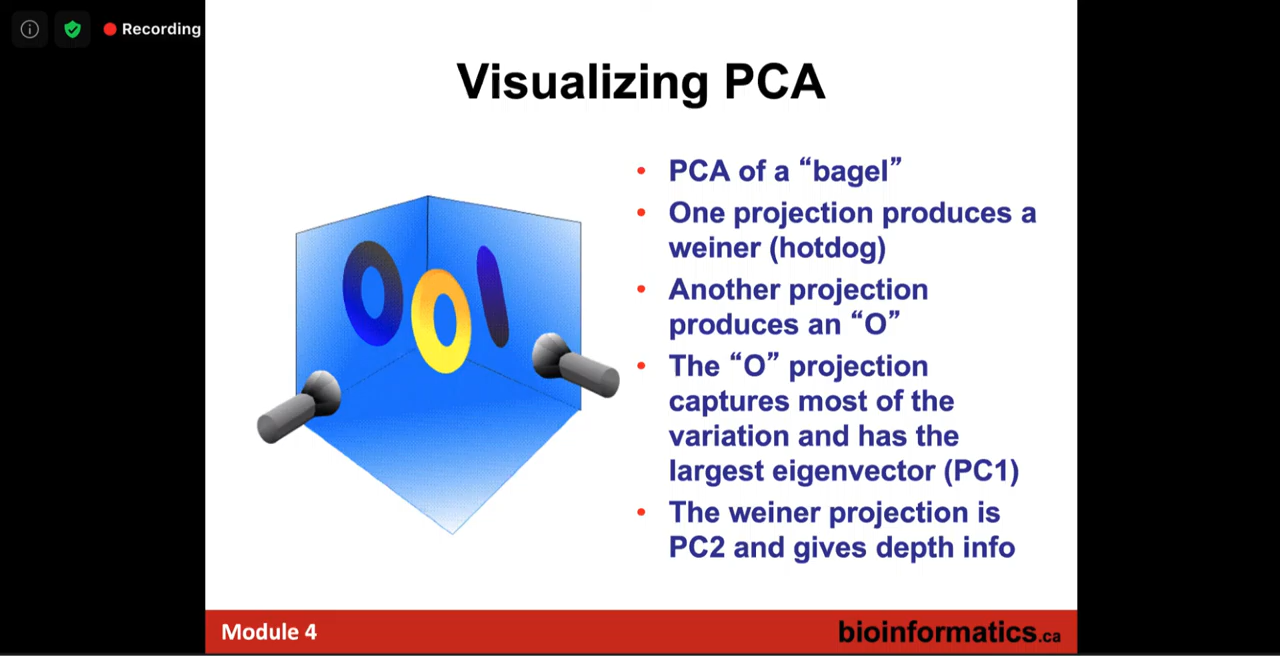 Recording
Visualizing PCA
• PCA of a “bagel”
• One projection produces a
weiner (hotdog)
• Another projection
produces an “O”
• The “O” projection
captures most of the
variation and has the
largest eigenvector (PC1)
• The weiner projection is
PC2 and gives depth info
Module 4
bioinformatics.ca